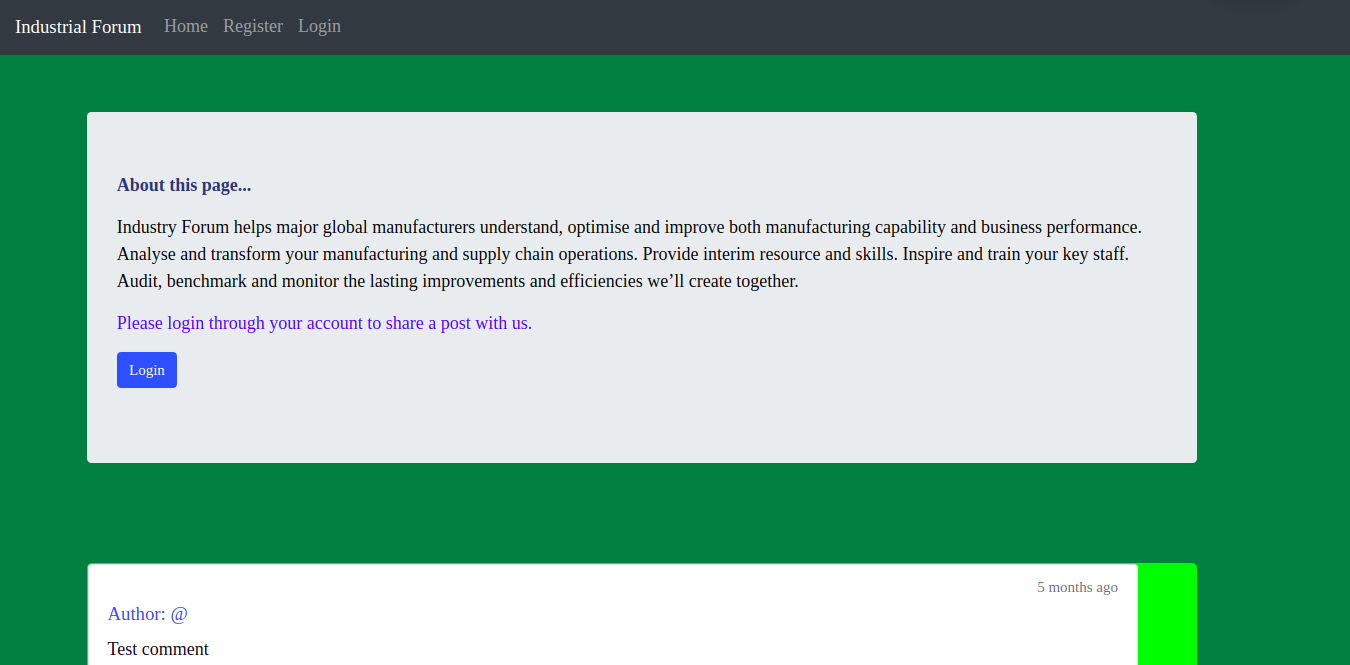 Industrial Forum Home Register Login
About this page...
Industry Forum helps major global manufacturers understand, optimise and improve both manufacturing capability and business performance.
Analyse and transform your manufacturing and supply chain operations. Provide interim resource and skills. Inspire and train your key staff.
Audit, benchmark and monitor the lasting improvements and efficiencies we’ll create together.
Please login through your account to share a post with us.
Login
5 months ago
Author: @
Test comment